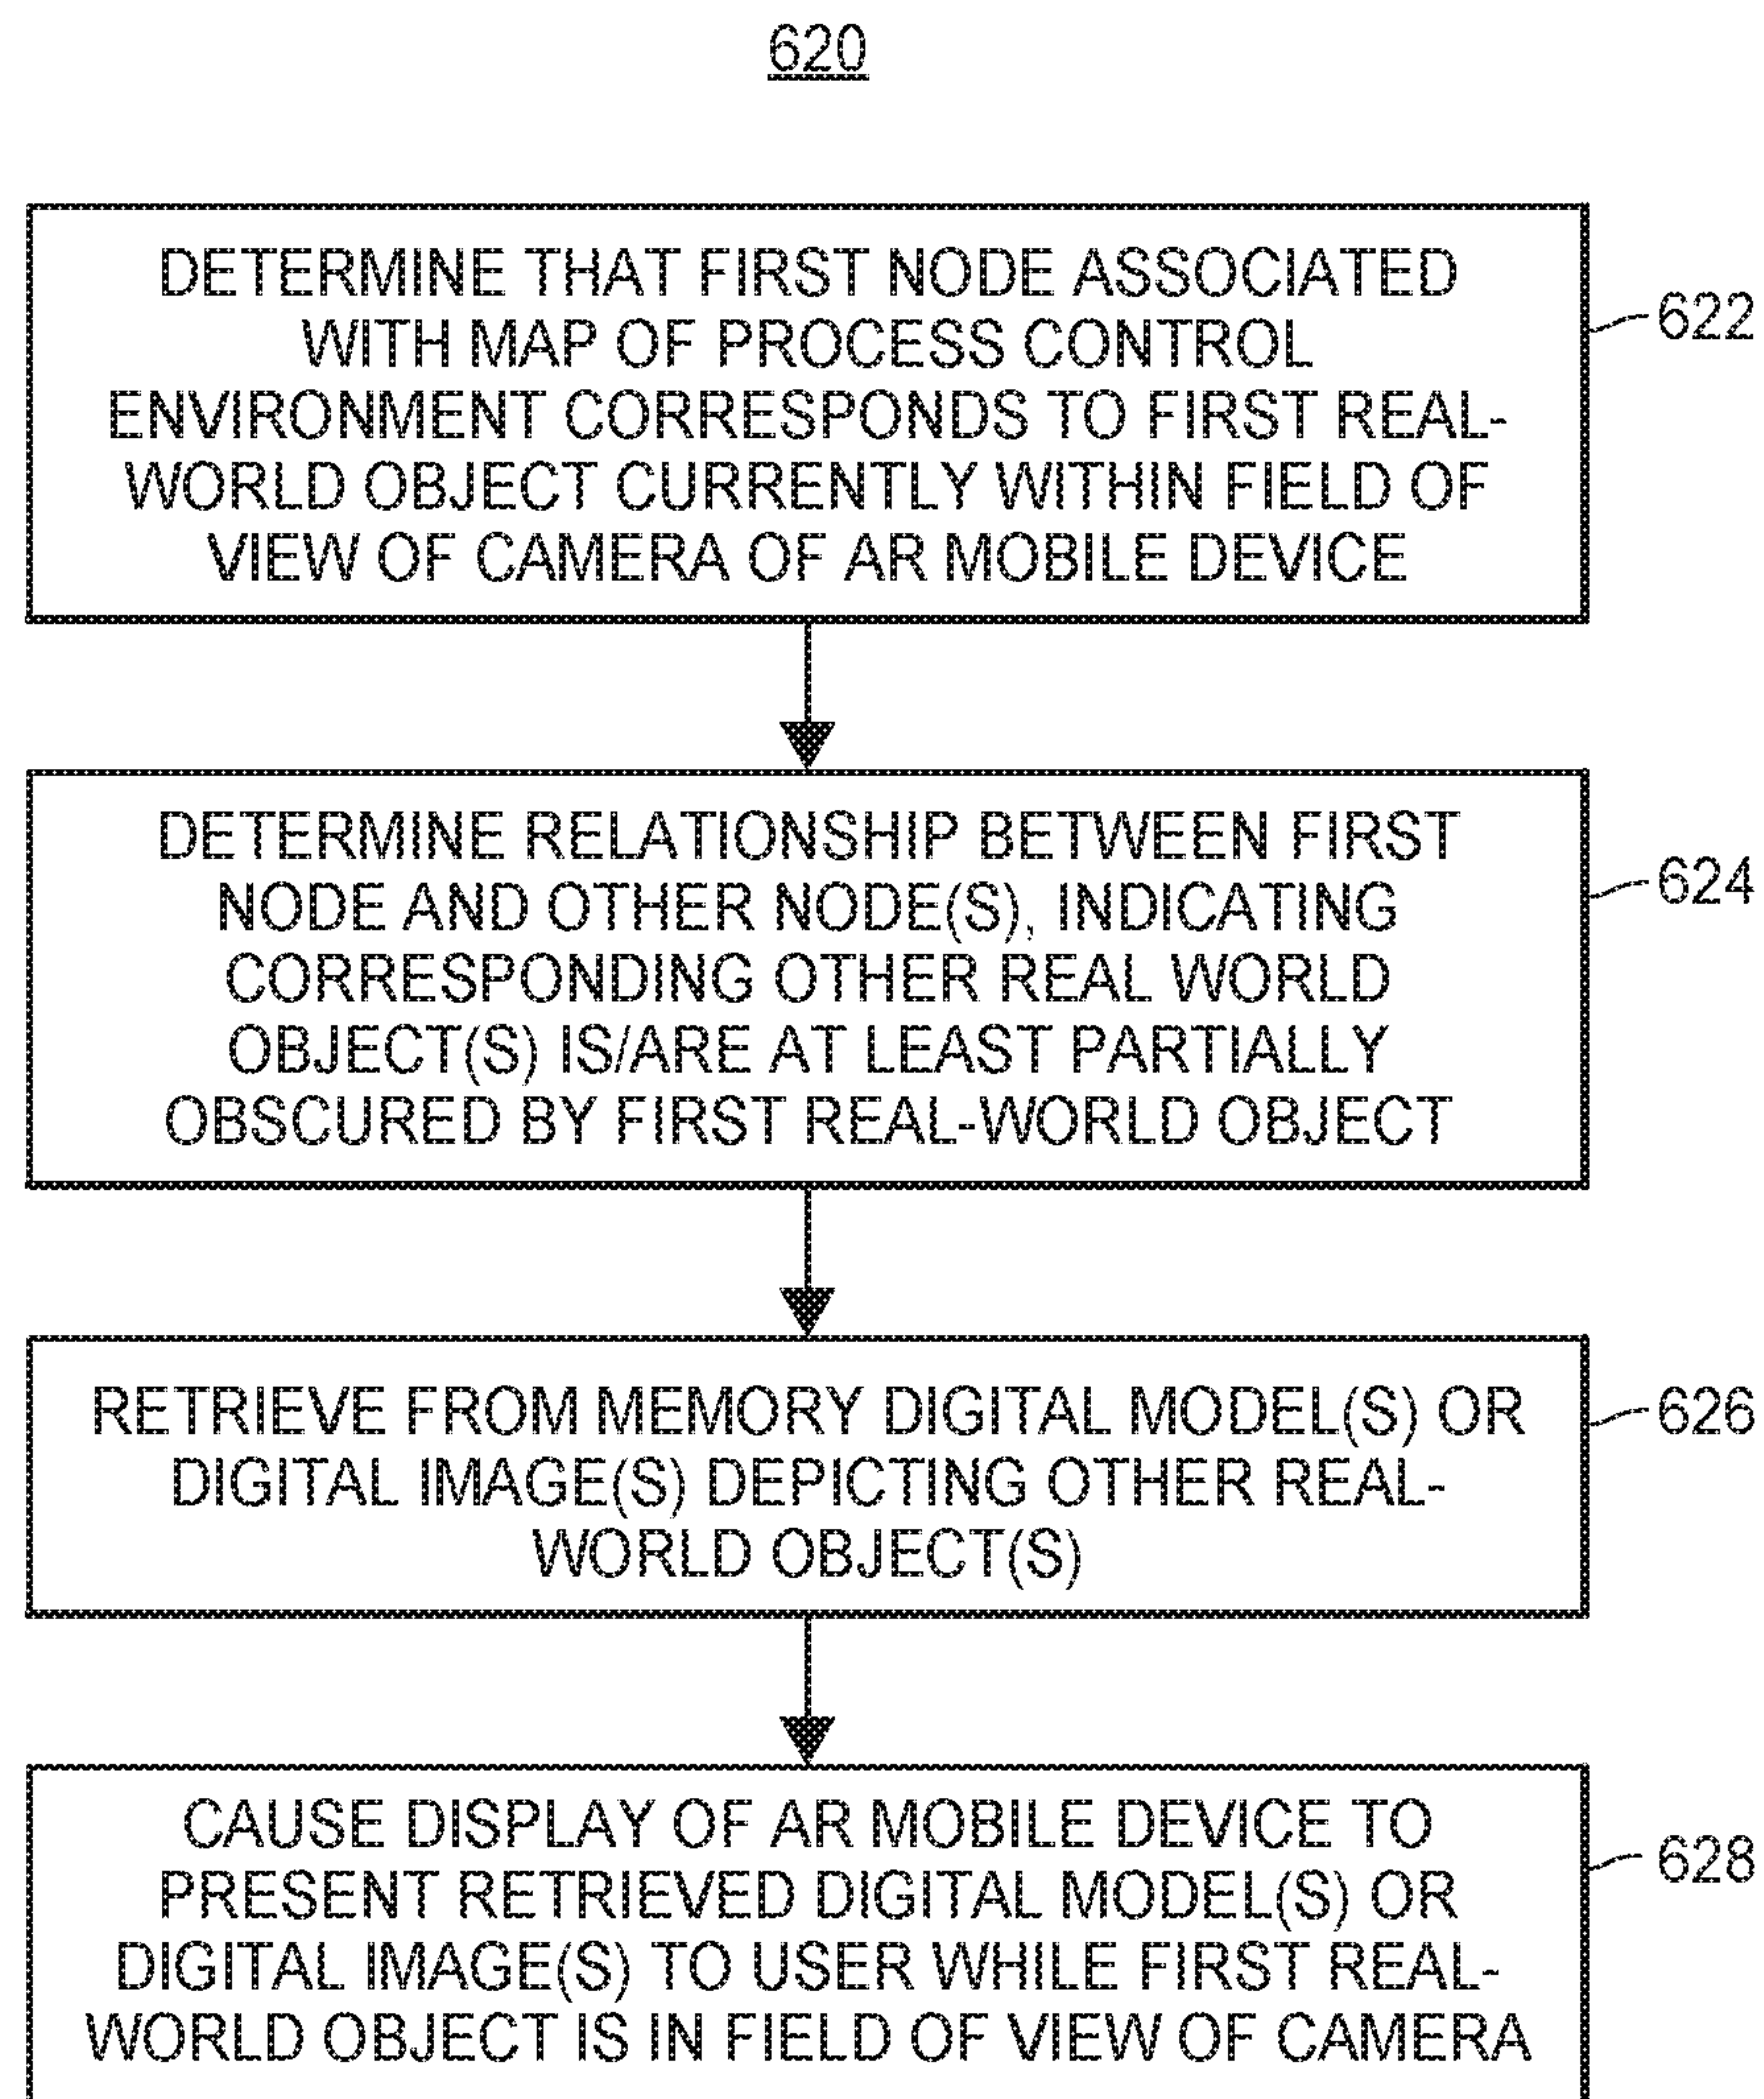 620
DETERMINE THAT FIRST NODE ASSOCIATED
WITH MAP OF PROCESS CONTROL
ENVIRONMENT CORRESPONDS TO FIRST REAL-
WORLD OBJECT CURRENTLY WITHIN FIELD OF
VIEW OF CAMERA OF AR MOBILE DEVICE
622
DETERMINE RELATIONSHIP BETWEEN FIRST
NODE AND OTHER NODE(S), INDICATING
CORRESPONDING OTHER REAL WORLD
OBJECT(S) IS/ARE AT LEAST PARTIALLY
OBSCURED BY FIRST REAL-WORLD OBJECT
624
RETRIEVE FROM MEMORY DIGITAL MODEL(S) OR
DIGITAL IMAGE(S) DEPICTING OTHER REAL-
WORLD OBJECT(S)
626
CAUSE DISPLAY OF AR MOBILE DEVICE TO
PRESENT RETRIEVED DIGITAL MODEL(S) OR
DIGITAL IMAGE(S) TO USER WHILE FIRST REAL-
WORLD OBJECT IS IN FIELD OF VIEW OF CAMERA
628